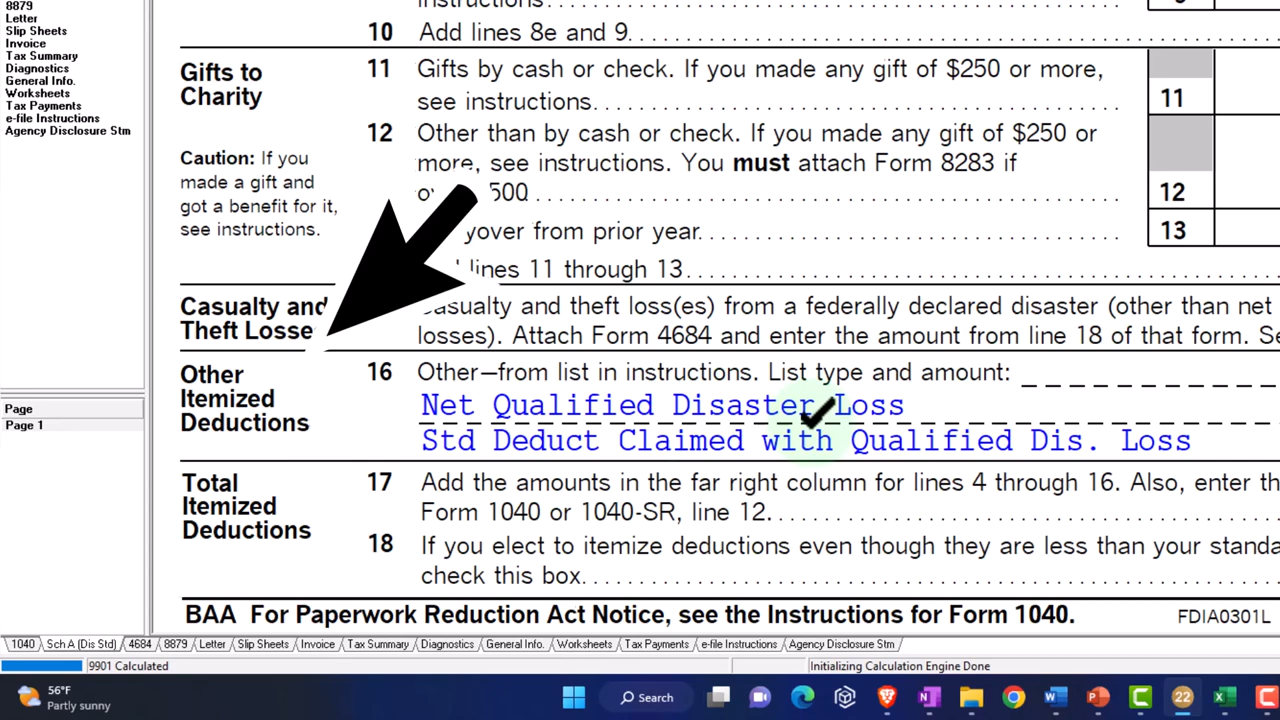 8879
Letter
Slip Sheets
Invoice
Tax Summary
Diagnostics
General Info.
Worksheets
Tax Payments
e-file Instructions
Agency Disclosure Stm
Page
Page 1
instructions.
10 Add lines 8e and 9.
Gifts to
Charity
Caution: If you
made a gift and
got a benefit for it,
see instructions.
11 Gifts by cash or check. If you made any gift of $250 or more,
see instructions.
11
12 Other than by cash or check. If you made any gift of $250 or
more, see instructions. You must attach Form 8283 if
500
12
yover from prior year.
13
lines 11 through 13
Casualty and
Theft Losses
Casualty and theft loss(es) from a federally declared disaster (other than net
losses). Attach Form 4684 and enter the amount from line 18 of that form. Se
Other
Itemized
Deductions
16 Other—from list in instructions. List type and amount:
Net Qualified Disaster Loss
Std Deduct Claimed with Qualified Dis. Loss
Total
Itemized
Deductions
17 Add the amounts in the far right column for lines 4 through 16. Also, enter th
Form 1040 or 1040-SR, line 12.
18 If you elect to itemize deductions even though they are less than your standa
check this box.
BAA For Paperwork Reduction Act Notice, see the Instructions for Form 1040. FDIA0301L
1040 Sch A (Dis Std) 4684 8879 Letter Slip Sheets Invoice Tax Summary Diagnostics General Info. Worksheets Tax Payments e-file Instructions Agency Disclosure Stm
9901 Calculated Initializing Calculation Engine Done
56°F
Partly sunny
Search
22